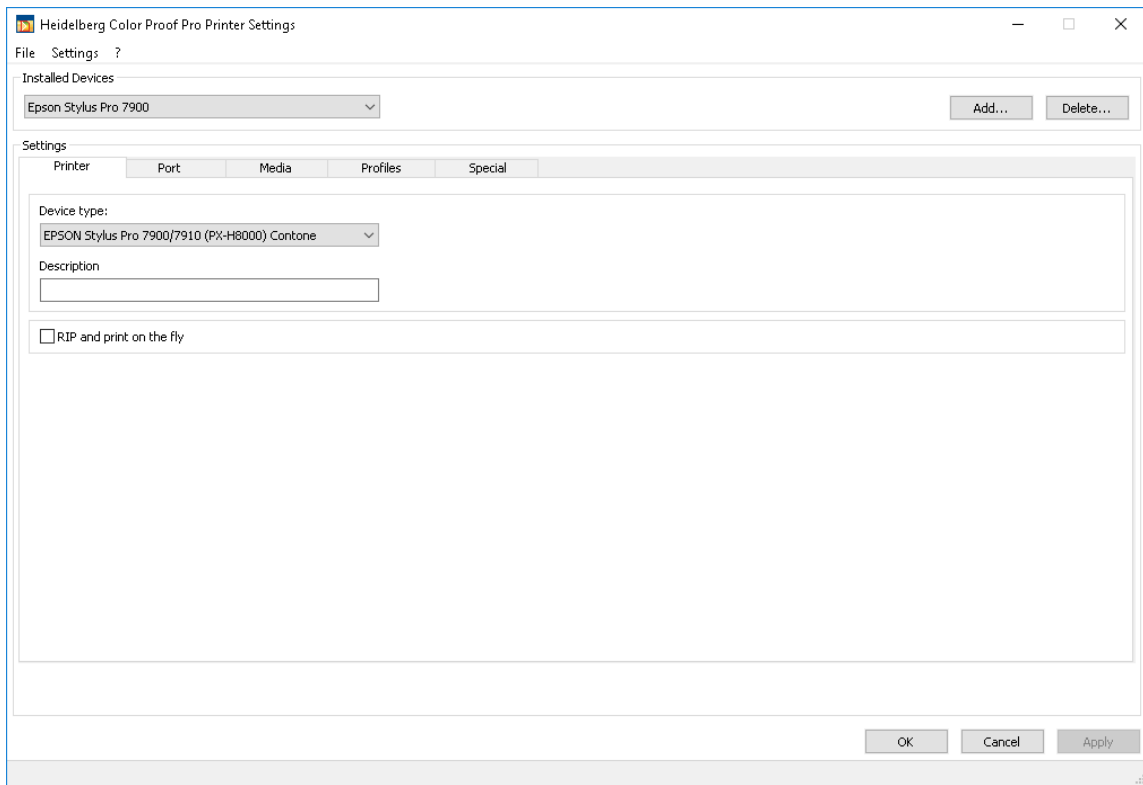 Heidelberg Color Proof Pro Printer Settings
File Settings ?
Installed Devices
Epson Stylus Pro 7900
Add... Delete...
Settings
Printer Port Media Profiles Special
Device type:
EPSON Stylus Pro 7900/7910 (PX-H8000) Contone
Description
RIP and print on the fly
OK Cancel Apply